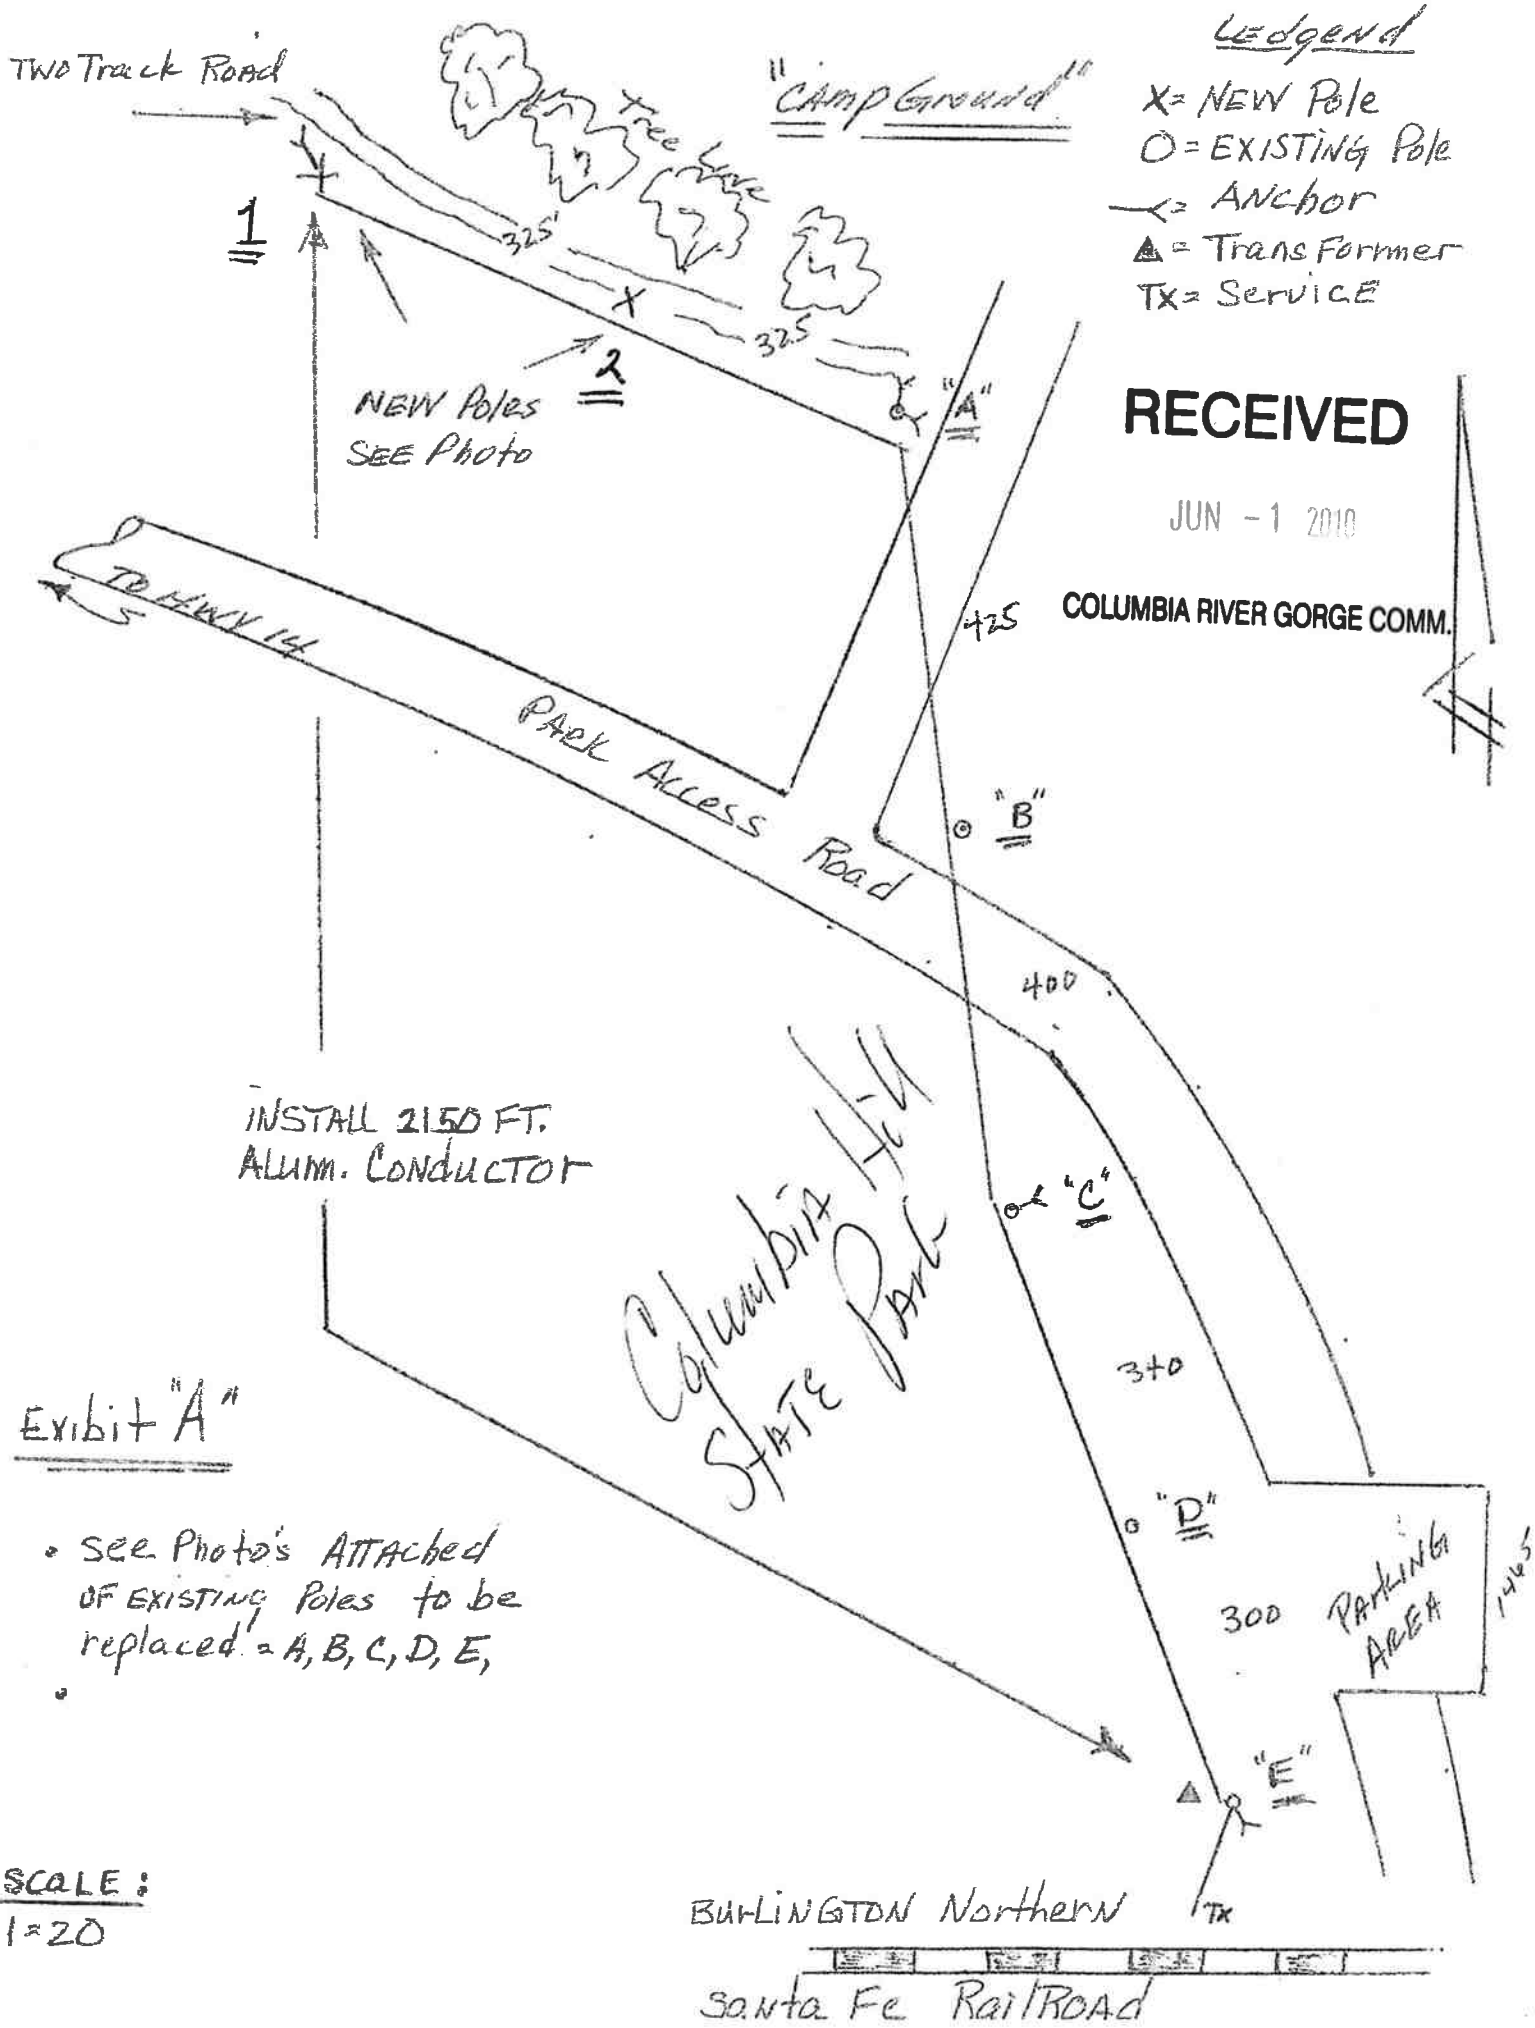 Ledgend
X= NEW Pole
O= EXISTING Pole
= ANchor
▲= TransFormmer
TX= ServicE
TWO Track ROAD
"CAMPGround"
Tree Line
1
325'
X
325
2
NEW Poles
SEE Photo
"A"
RECEIVED
JUN -1 2010
COLUMBIA RIVER GORGE COMM.
TO HWY 14
425
PARK Access Road
"B"
400
INSTALL 2150 FT.
ALUM. CONDUCTOr
Columbia Hill
STATE PArk
"C"
340
Exibit "A"
• see Photo's ATTAched
OF EXISTING Poles to be
replaced = A, B, C, D, E,
"D"
300
PArkING
AREA
"E"
TX
SCALE:
1=20
BUrLiNGTON NortherN
SaNta Fe RailROAd